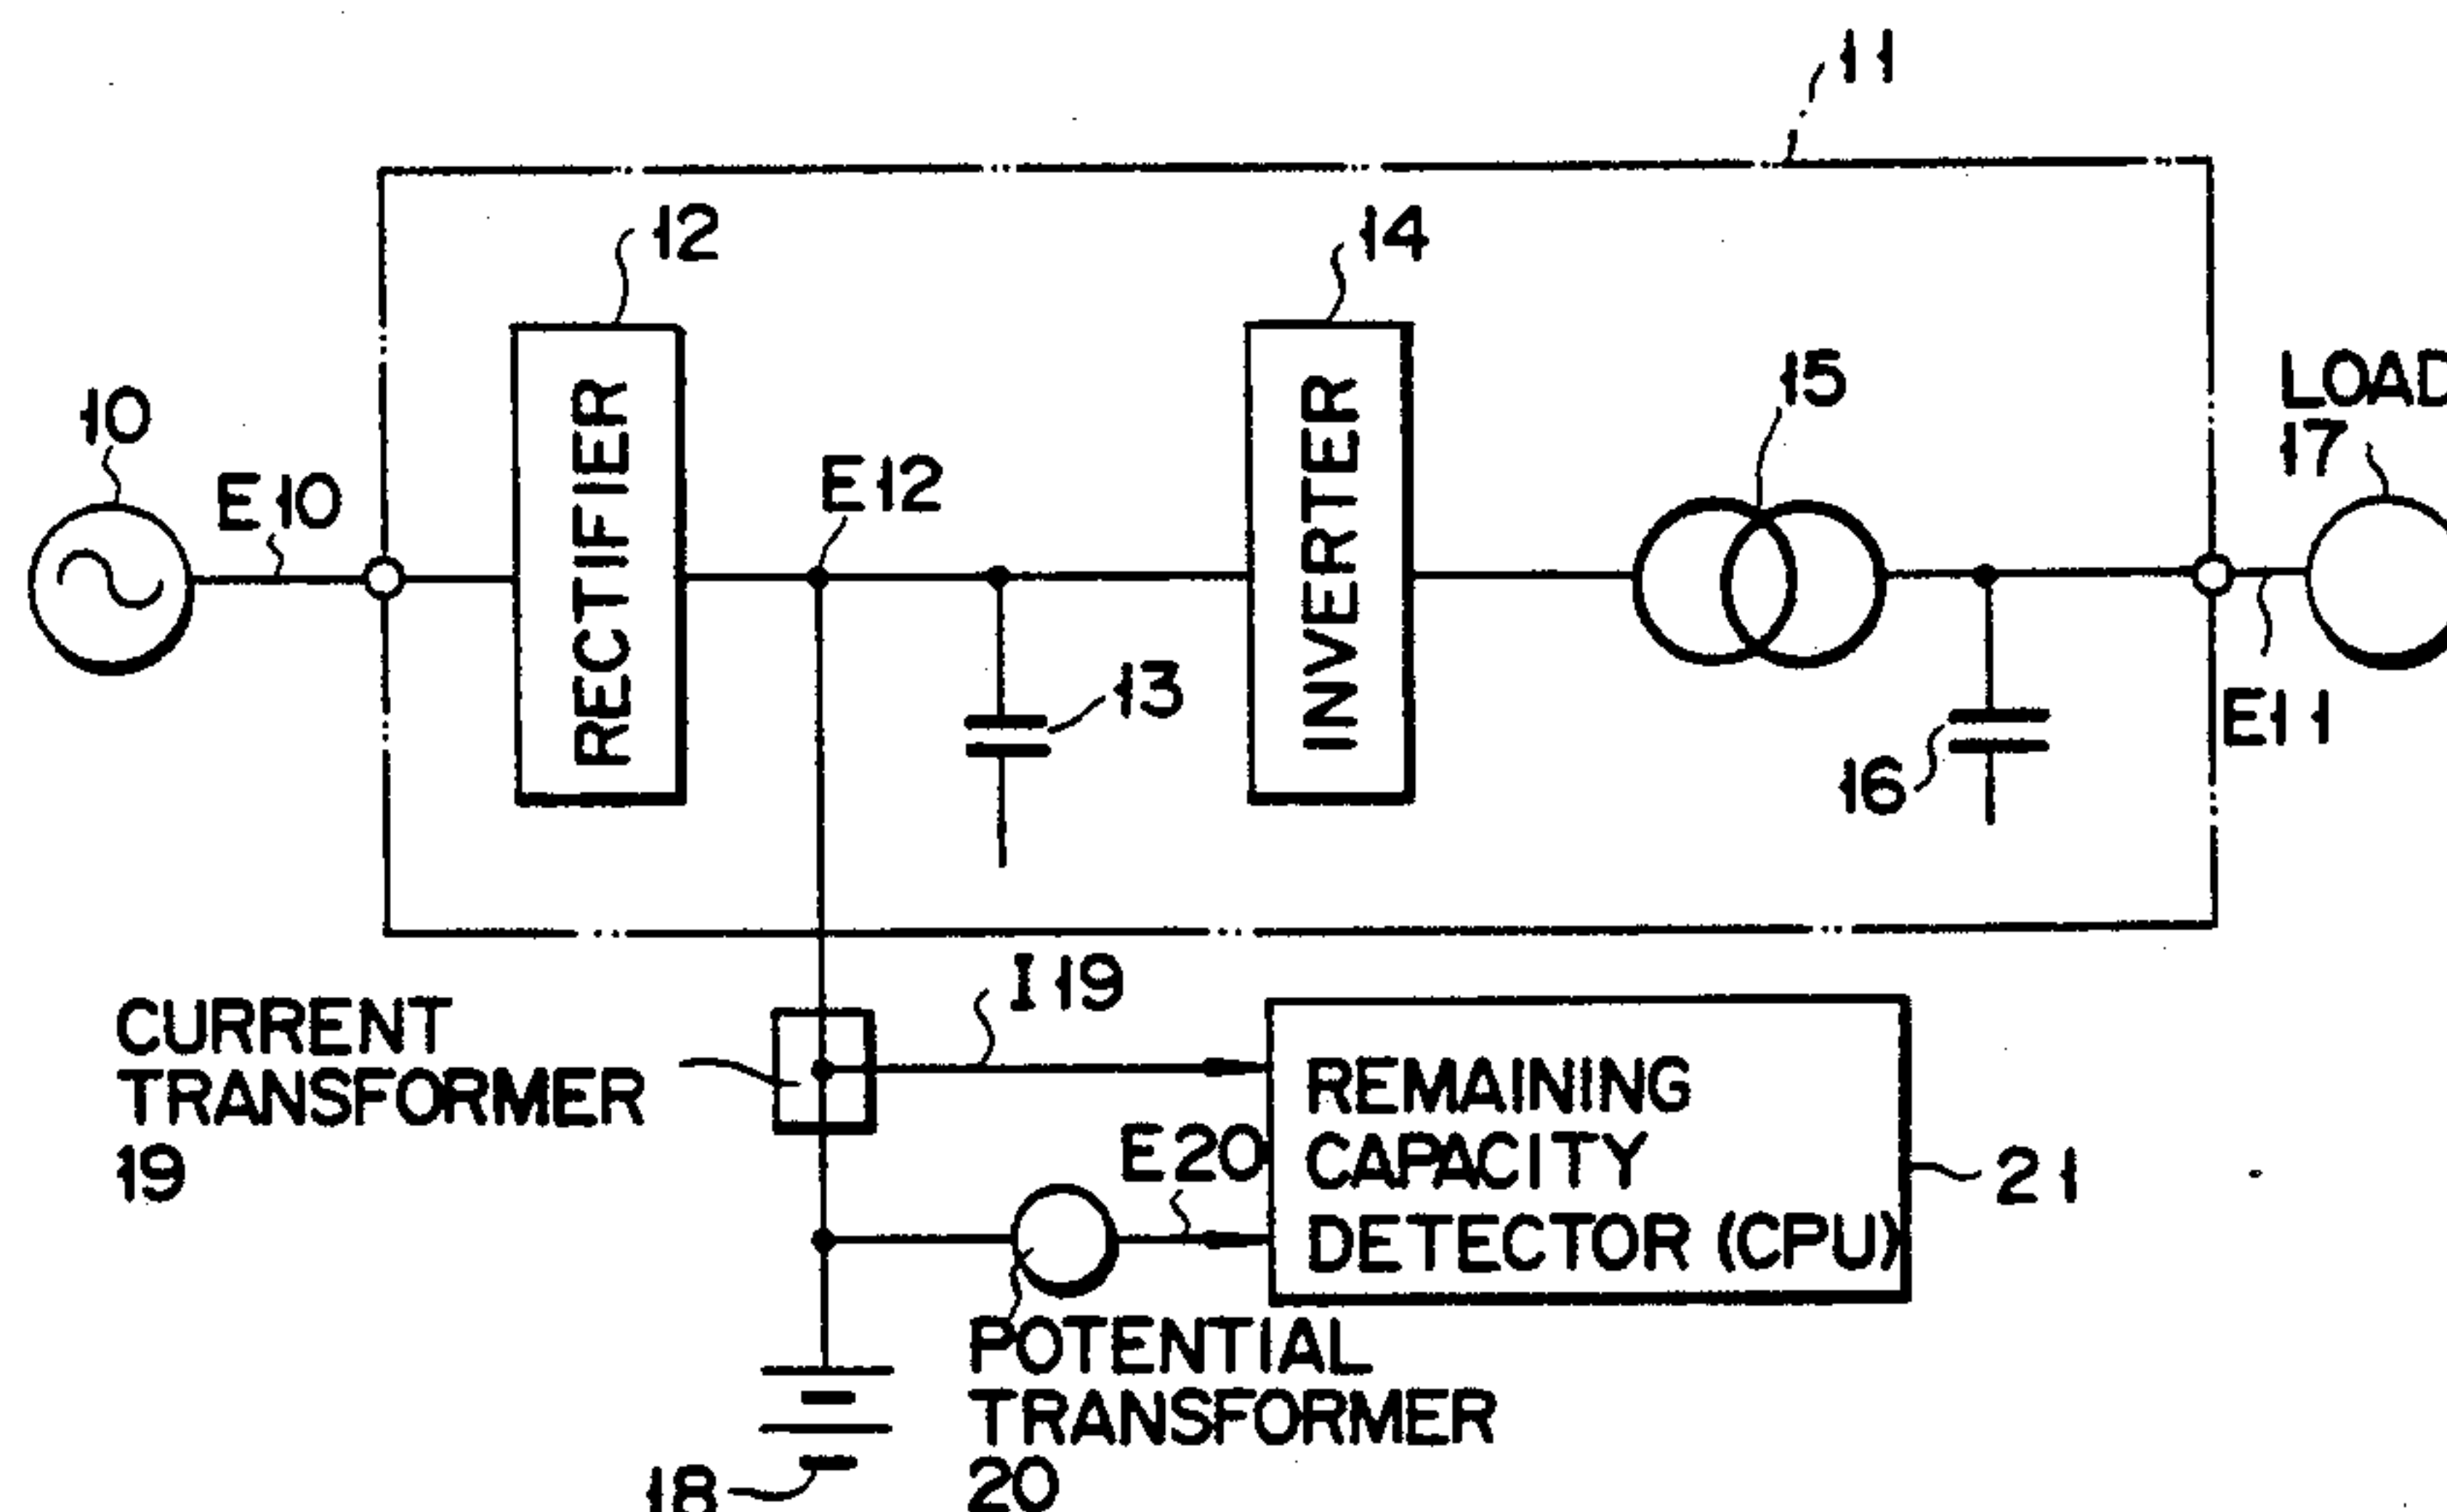 11
12
14
15
10
E10
E12
LOAD
17
RECTIFIER
INVERTER
13
16
E11
I19
CURRENT
TRANSFORMER
19
E20
REMAINING
CAPACITY
DETECTOR (CPU)
21
POTENTIAL
TRANSFORMER
20
18